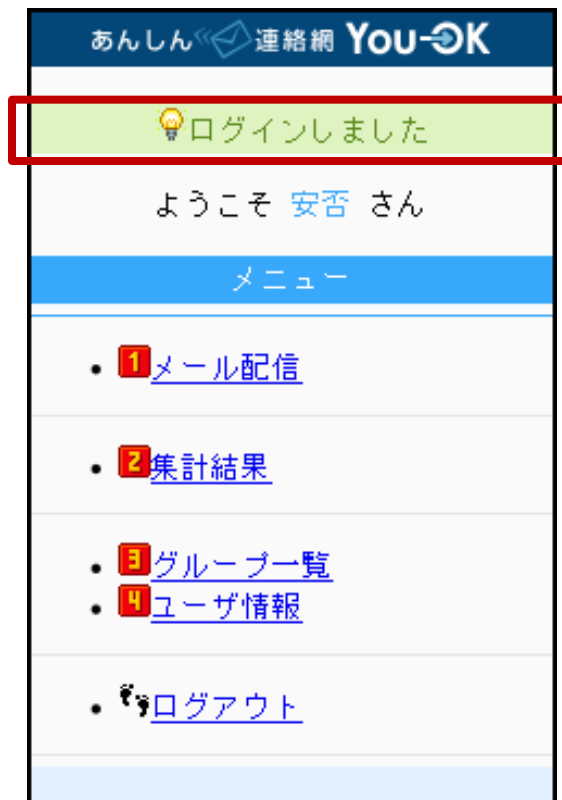 あんしん 連絡網 You-OK
ログインしました
ようこそ 安否 さん
メニュー
1メール配信
2集計結果
3グループ一覧
4ユーザ情報
ログアウト